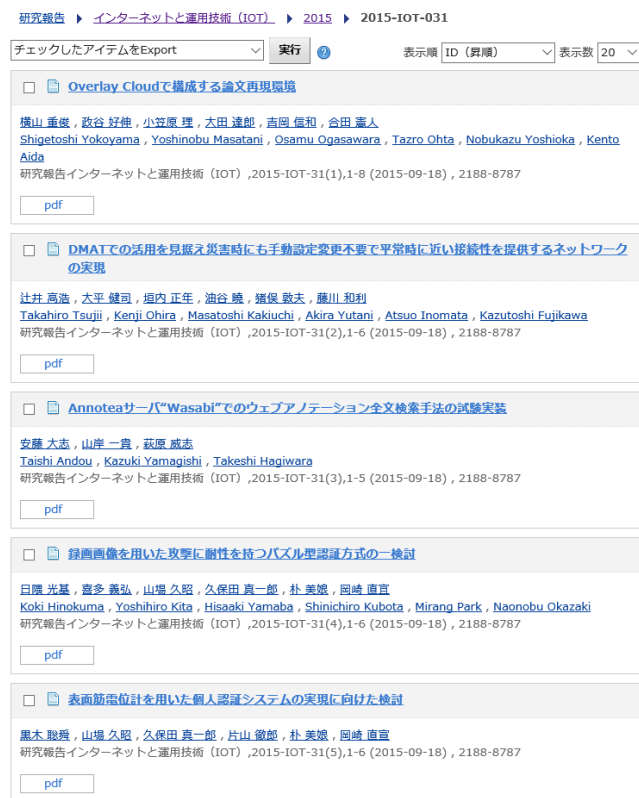 研究報告 ▶ インターネットと運用技術（IOT） ▶ 2015 ▶ 2015-IOT-031
チェックしたアイテムをExport 実行 表示順 ID（昇順） 表示数 20
Overlay Cloudで構成する論文再現環境
横山 重俊 , 政谷 好伸 , 小笠原 理 , 大田 達郎 , 吉岡 信和 , 合田 憲人
Shigetoshi Yokoyama , Yoshinobu Masatani , Osamu Ogasawara , Tazro Ohta , Nobukazu Yoshioka , Kento
Aida
研究報告インターネットと運用技術（IOT）,2015-IOT-31(1),1-8 (2015-09-18) , 2188-8787
pdf
DMATでの活用を見据え災害時にも手動設定変更不要で平常時に近い接続性を提供するネットワーク
の実現
辻井 高浩 , 大平 健司 , 垣内 正年 , 油谷 曉 , 猪俣 敦夫 , 藤川 和利
Takahiro Tsujii , Kenji Ohira , Masatoshi Kakiuchi , Akira Yutani , Atsuo Inomata , Kazutoshi Fujikawa
研究報告インターネットと運用技術（IOT）,2015-IOT-31(2),1-6 (2015-09-18) , 2188-8787
pdf
Annoteaサーバ“Wasabi”でのウェブアノテーション全文検索手法の試験実装
安藤 大志 , 山岸 一貴 , 萩原 威志
Taishi Andou , Kazuki Yamagishi , Takeshi Hagiwara
研究報告インターネットと運用技術（IOT）,2015-IOT-31(3),1-5 (2015-09-18) , 2188-8787
pdf
録画画像を用いた攻撃に耐性を持つパズル型認証方式の一検討
日隈 光基 , 喜多 義弘 , 山場 久昭 , 久保田 真一郎 , 朴 美娘 , 岡崎 直宣
Koki Hinokuma , Yoshihiro Kita , Hisaaki Yamaba , Shinichiro Kubota , Mirang Park , Naonobu Okazaki
研究報告インターネットと運用技術（IOT）,2015-IOT-31(4),1-6 (2015-09-18) , 2188-8787
pdf
表面筋電位計を用いた個人認証システムの実現に向けた検討
黒木 聡舜 , 山場 久昭 , 久保田 真一郎 , 片山 徹郎 , 朴 美娘 , 岡崎 直宣
研究報告インターネットと運用技術（IOT）,2015-IOT-31(5),1-6 (2015-09-18) , 2188-8787
pdf